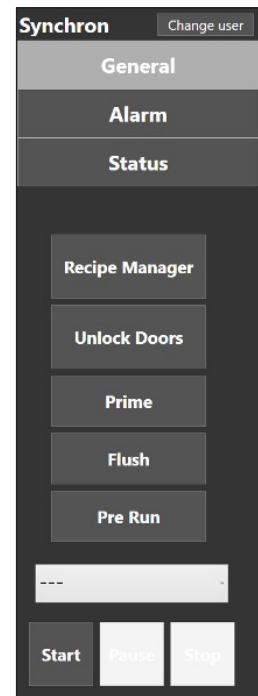 Synchron Change user
General
Alarm
Status
Recipe Manager
Unlock Doors
Prime
Flush
Pre Run
---
Start Pause Stop